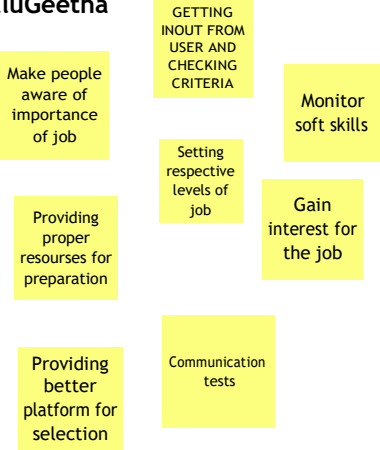 luGeetha
GETTING
INOUT FROM
USER AND
CHECKING
CRITERIA
Make people
aware of
importance
of job
Monitor
soft skills
Setting
respective
levels of
job
Gain
interest for
the job
Providing
proper
resourses for
preparation
Communication
tests
Providing
better
platform for
selection